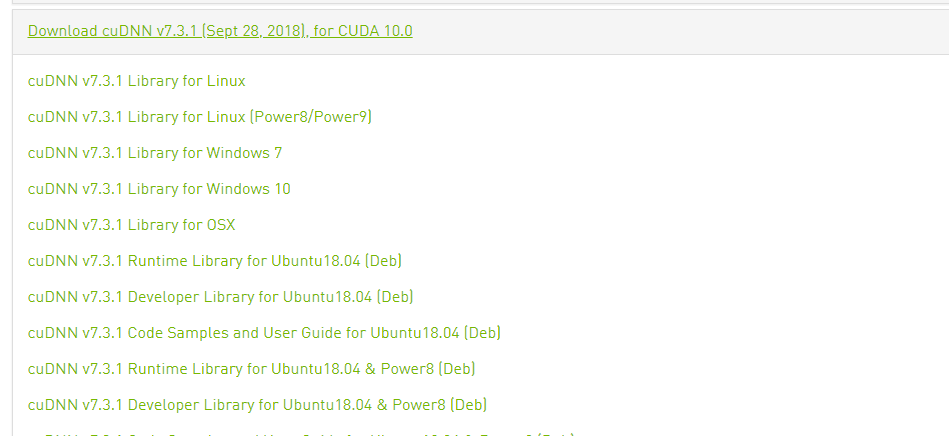 Download cuDNN v7.3.1 (Sept 28, 2018), for CUDA 10.0
cuDNN v7.3.1 Library for Linux
cuDNN v7.3.1 Library for Linux (Power8/Power9)
cuDNN v7.3.1 Library for Windows 7
cuDNN v7.3.1 Library for Windows 10
cuDNN v7.3.1 Library for OSX
cuDNN v7.3.1 Runtime Library for Ubuntu18.04 (Deb)
cuDNN v7.3.1 Developer Library for Ubuntu18.04 (Deb)
cuDNN v7.3.1 Code Samples and User Guide for Ubuntu18.04 (Deb)
cuDNN v7.3.1 Runtime Library for Ubuntu18.04 & Power8 (Deb)
cuDNN v7.3.1 Developer Library for Ubuntu18.04 & Power8 (Deb)